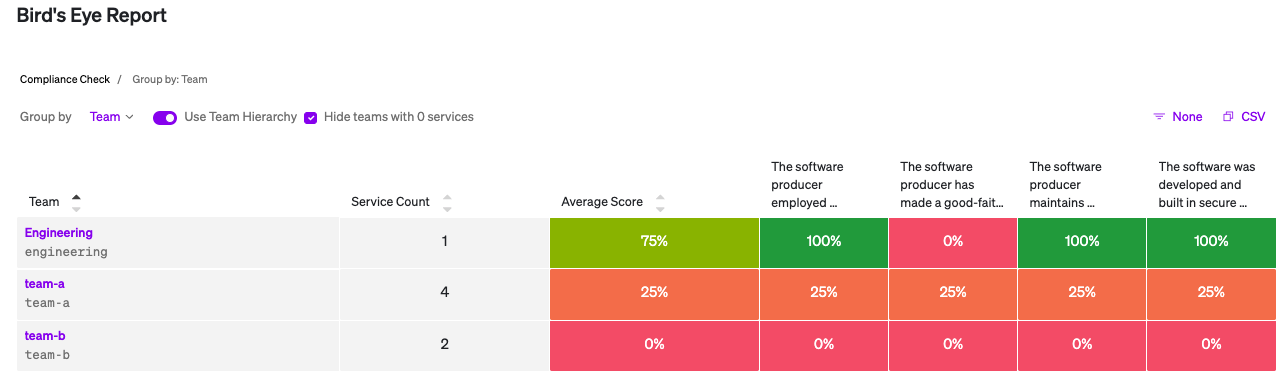 Bird's Eye Report
Compliance Check / Group by: Team
Group by Team Use Team Hierarchy Hide teams with 0 services None CSV
The software The software The software The software was
producer producer has producer developed and
employed ... made a good-fait... maintains ... built in secure ...
Team Service Count Average Score
Engineering
engineering
1 75% 100% 0% 100% 100%
team-a
team-a
4 25% 25% 25% 25% 25%
team-b
team-b
2 0% 0% 0% 0% 0%